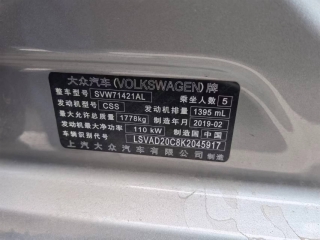 大众汽车(VOLKSWAGEN)牌
整车型号 SVW71421AL 乘坐人数 5
发动机型号 CSS 发动机排量 1395 mL
最大允许总质量 1778kg 制造年月 2019-02
发动机最大净功率 110 kW 制造国 中国
车辆识别代号 LSVAD20C8K2045917
上汽大众汽车有限公司 制造